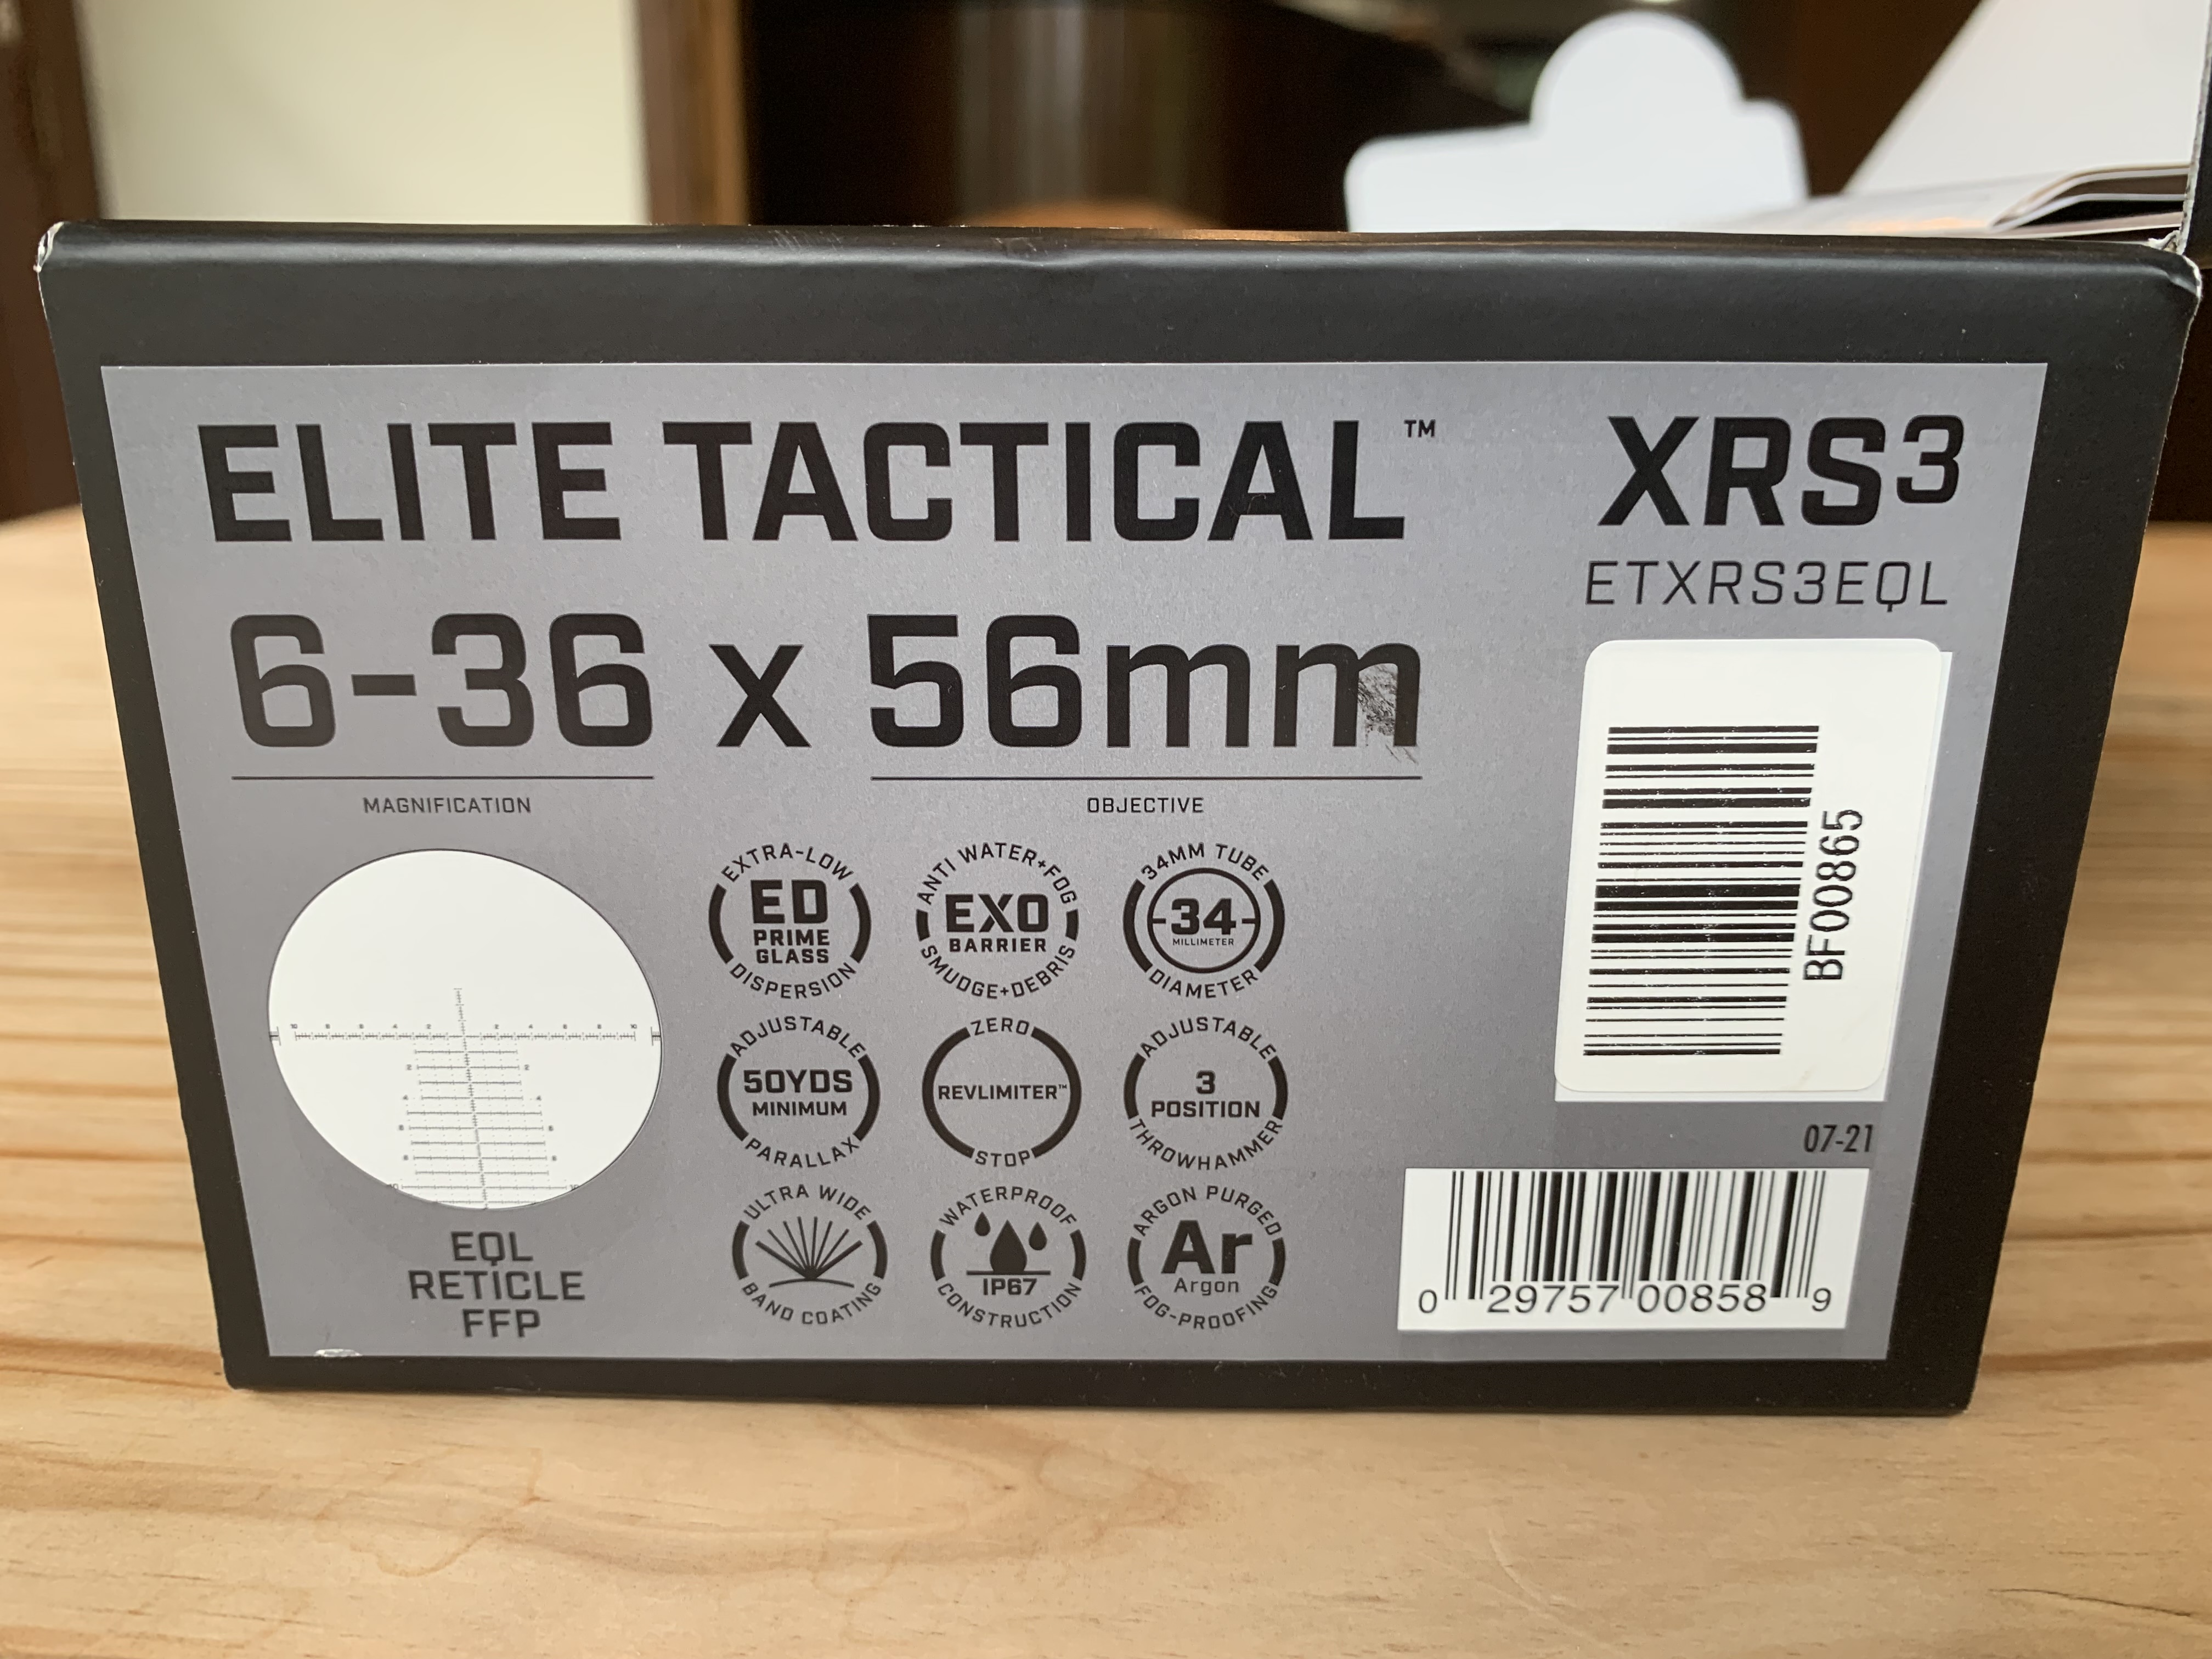 ELITE TACTICAL™
XRS3
ETXRS3EQL
6-36 x 56mm
MAGNIFICATION
OBJECTIVE
EXTRA-LOW
ED
PRIME
GLASS
DISPERSION
ANTI WATER+FOG
EXO
BARRIER
SMUDGE+DEBRIS
34MM TUBE
34
MILLIMETER
DIAMETER
ADJUSTABLE
50YDS
MINIMUM
PARALLAX
ZERO
REVLIMITER™
STOP
ADJUSTABLE
3
POSITION
THROWHAMMER
ULTRA WIDE
BAND COATING
WATERPROOF
IP67
CONSTRUCTION
ARGON PURGED
Ar
Argon
FOG-PROOFING
EQL
RETICLE
FFP
BF00865
07-21
0 29757 00858 9